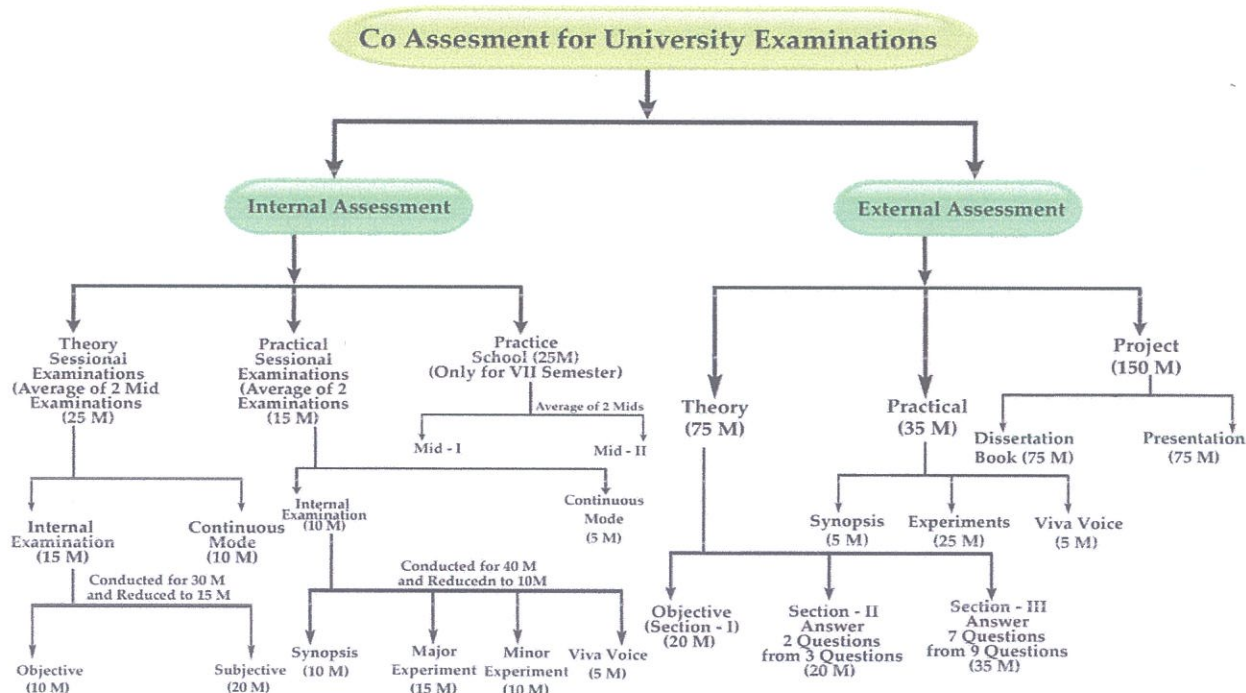 Co Assesment for University Examinations
Internal Assessment
External Assessment
Theory
Sessional
Examinations
(Average of 2 Mid
Examinations
(25 M)
Practical
Sessional
Examinations
(Average of 2
Examinations
(15 M)
Practice
School (25M)
(Only for VII Semester)
Average of 2 Mids
Mid - I
Mid - II
Internal
Examination
(15 M)
Continuous
Mode
(10 M)
Conducted for 30 M
and Reduced to 15 M
Objective
(10 M)
Subjective
(20 M)
Internal
Examination
(10 M)
Continuous
Mode
(5 M)
Conducted for 40 M
and Reducedn to 10M
Synopsis
(10 M)
Major
Experiment
(15 M)
Minor
Experiment
(10 M)
Viva Voice
(5 M)
Theory
(75 M)
Practical
(35 M)
Project
(150 M)
Dissertation
Book (75 M)
Presentation
(75 M)
Synopsis
(5 M)
Experiments
(25 M)
Viva Voice
(5 M)
Objective
(Section - I)
(20 M)
Section - II
Answer
2 Questions
from 3 Questions
(20 M)
Section - III
Answer
7 Questions
from 9 Questions
(35 M)